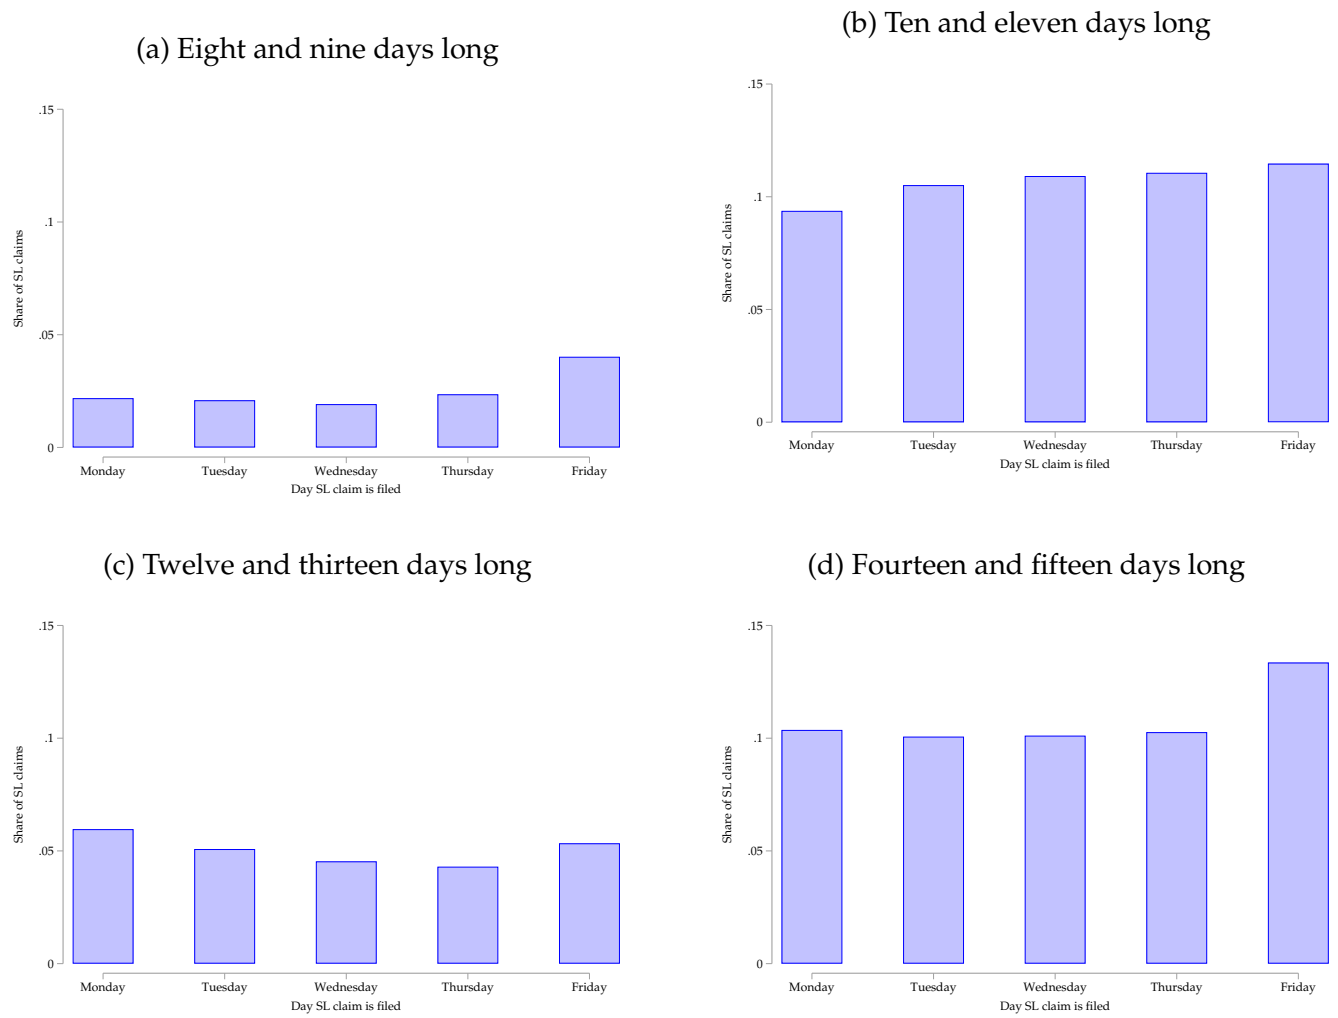 (a) Eight and nine days long
.15
.1
.05
0
Share of SL claims
Monday Tuesday Wednesday Thursday Friday
Day SL claim is filed
(b) Ten and eleven days long
.15
.1
.05
0
Share of SL claims
Monday Tuesday Wednesday Thursday Friday
Day SL claim is filed
(c) Twelve and thirteen days long
.15
.1
.05
0
Share of SL claims
Monday Tuesday Wednesday Thursday Friday
Day SL claim is filed
(d) Fourteen and fifteen days long
.15
.1
.05
0
Share of SL claims
Monday Tuesday Wednesday Thursday Friday
Day SL claim is filed